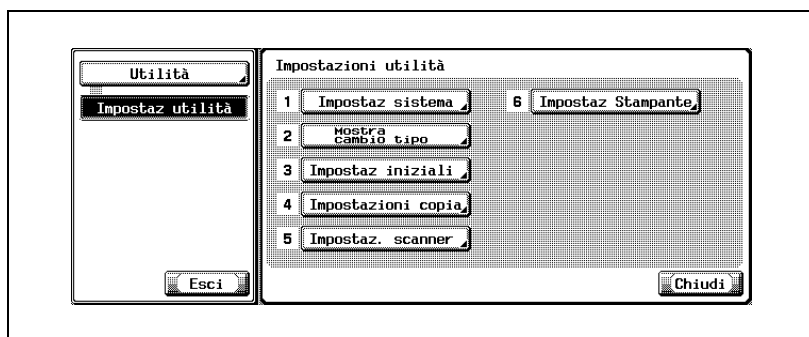 Utilità
Impostaz utilità
Esci
Impostazioni utilità
1 Impostaz sistema
2 Mostra
cambio tipo
3 Impostaz iniziali
4 Impostazioni copia
5 Impostaz. scanner
6 Impostaz Stampante
Chiudi